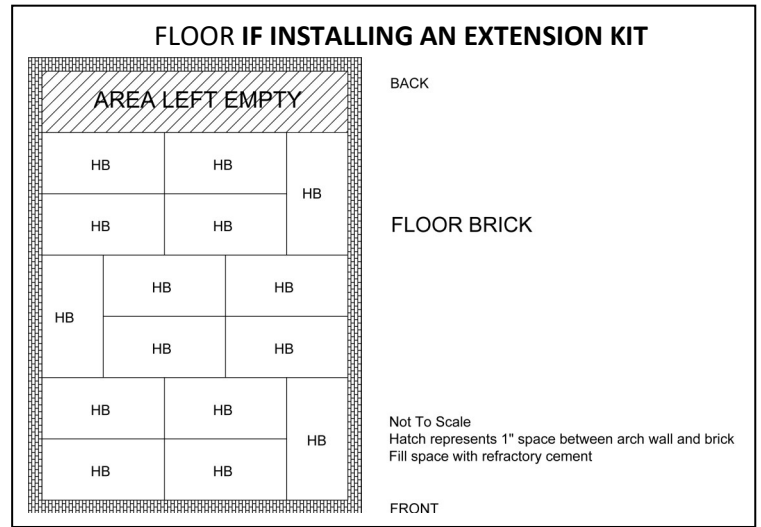 FLOOR IF INSTALLING AN EXTENSION KIT
AREA LEFT EMPTY
BACK
HB HB
HB
HB HB
FLOOR BRICK
HB HB
HB
HB HB
HB HB
HB
HB HB
Not To Scale
Hatch represents 1" space between arch wall and brick
Fill space with refractory cement
FRONT